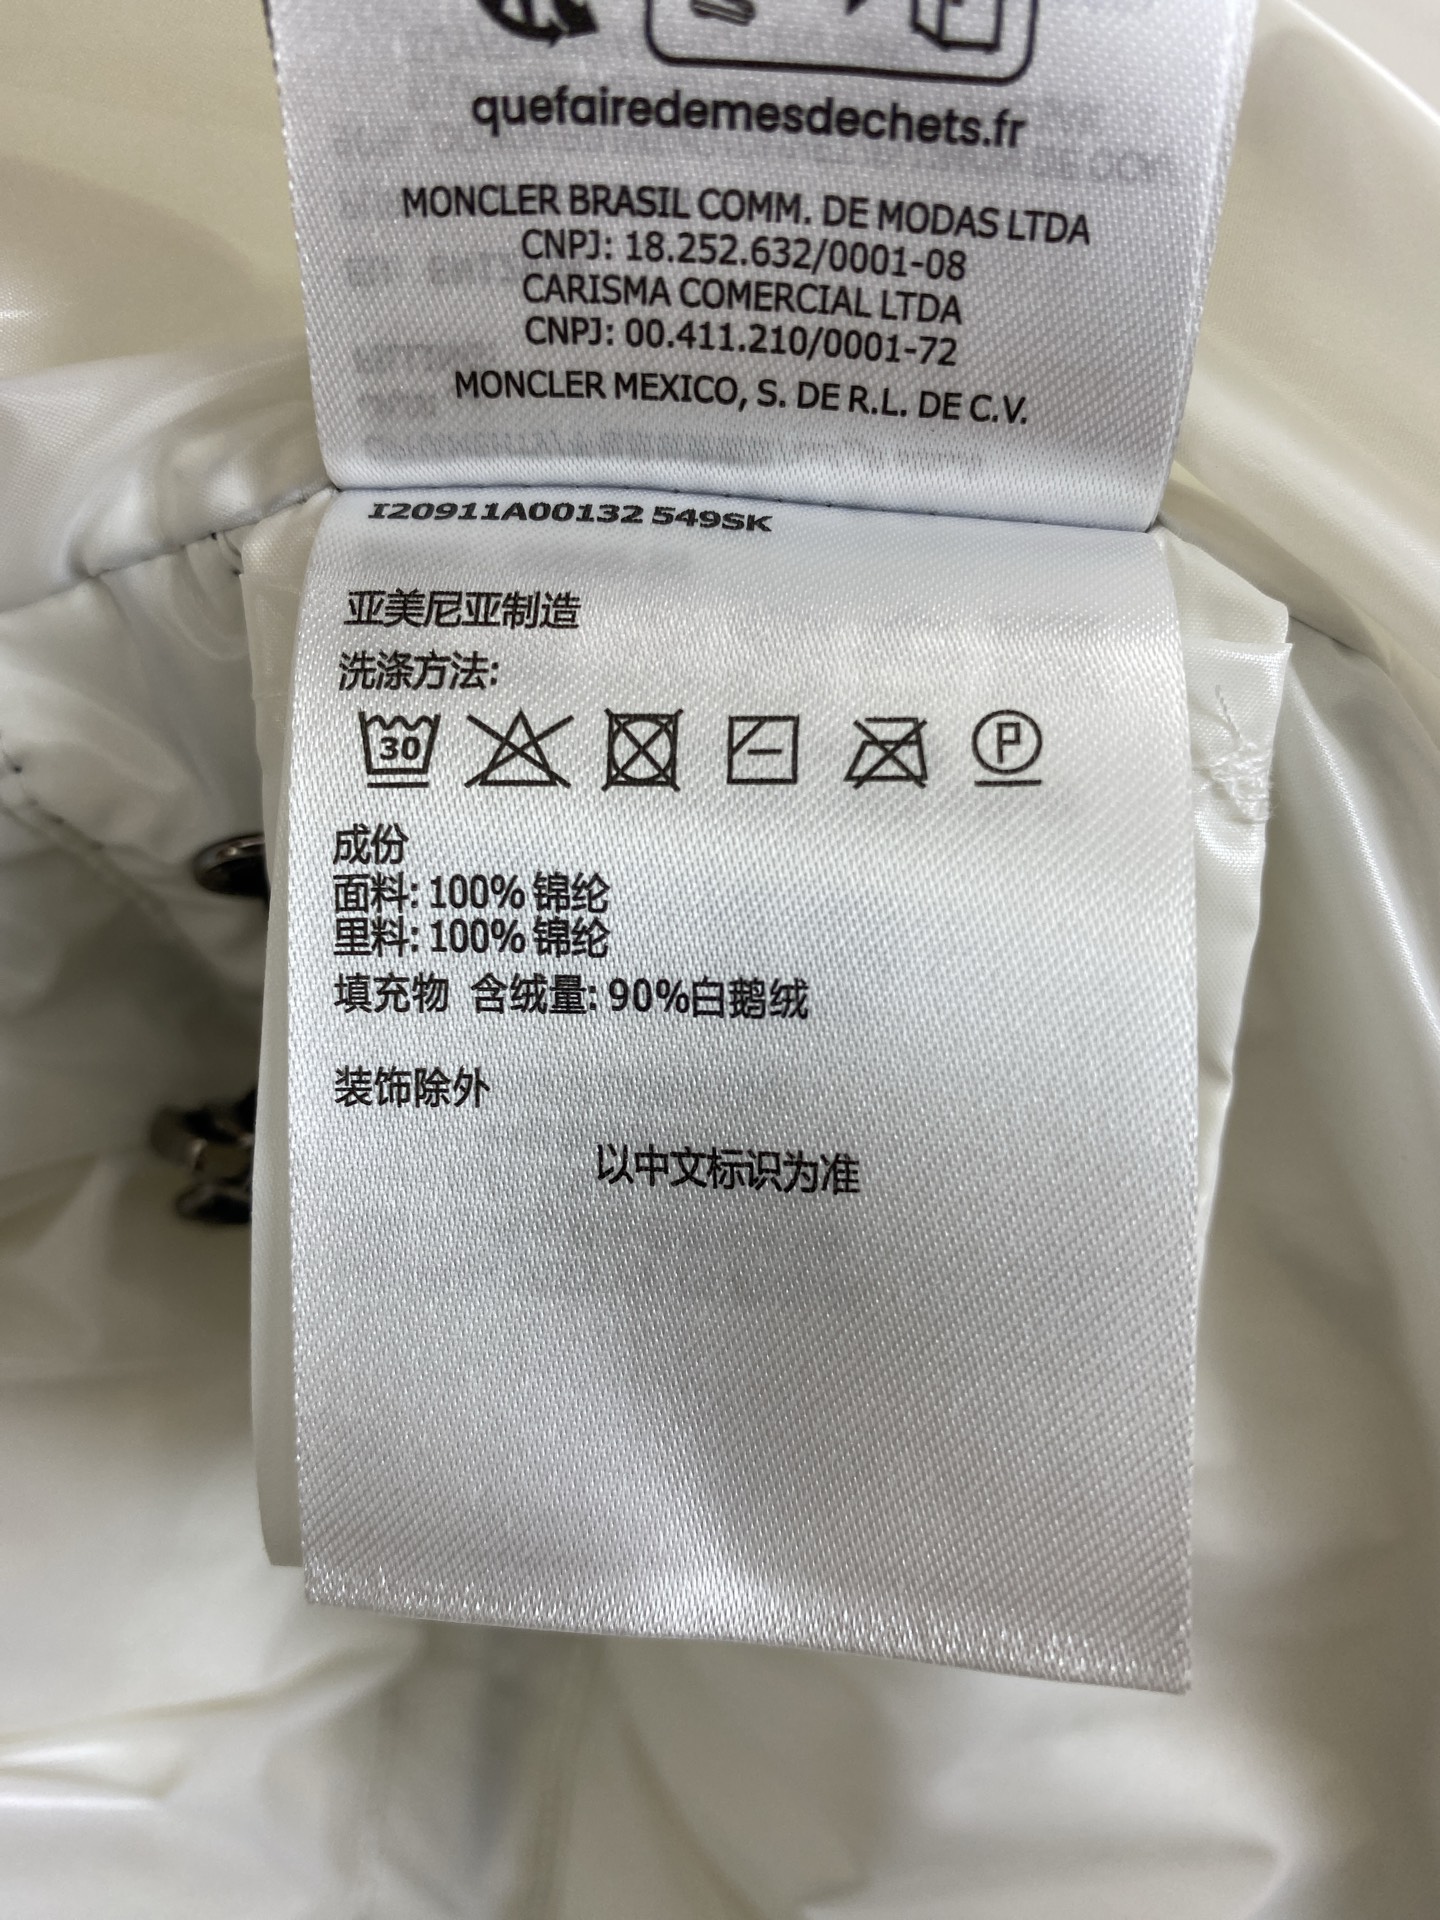 quefairedemesdechets.fr
MONCLER BRASIL COMM. DE MODAS LTDA
CNPJ: 18.252.632/0001-08
CARISMA COMERCIAL LTDA
CNPJ: 00.411.210/0001-72
MONCLER MEXICO, S. DE R.L. DE C.V.
I20911A00132 549SK
亚美尼亚制造
洗涤方法:
30
P
成份
面料: 100% 锦纶
里料: 100% 锦纶
填充物 含绒量: 90%白鹅绒
装饰除外
以中文标识为准